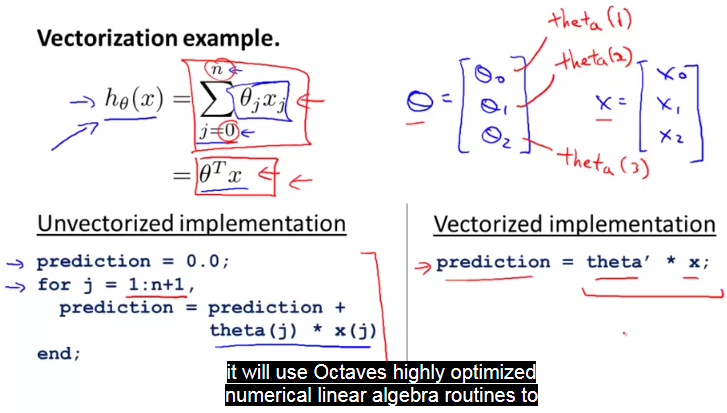 Vectorization example.
hθ(x) = ∑ θjxj
n
j=0
= θᵀx
θ = [θ0 θ1 θ2]
theta(1)
theta(2)
theta(3)
x = [x0 x1 x2]
Unvectorized implementation
prediction = 0.0;
for j = 1:n+1,
prediction = prediction +
theta(j) * x(j)
end;
Vectorized implementation
prediction = theta' * x;
it will use Octaves highly optimized
numerical linear algebra routines to